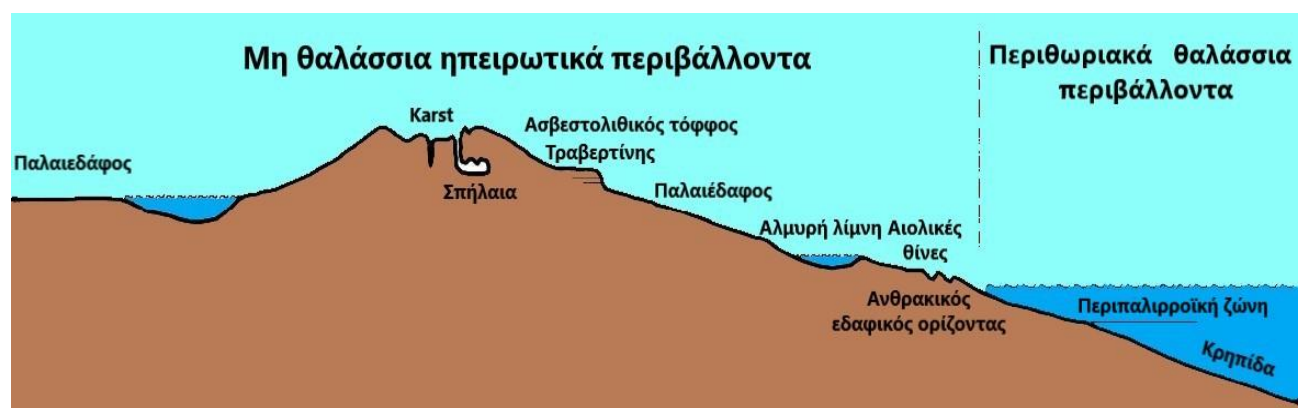 Μη θαλάσσια ηπειρωτικά περιβάλλοντα
Περιθωριακά θαλάσσια
περιβάλλοντα
Παλαιεδάφος
Karst
Σπήλαια
Ασβεστολιθικός τόφφος
Τραβερτίνης
Παλαιέδαφος
Αλμυρή λίμνη
Αιολικές
θίνες
Ανθρακικός
εδαφικός ορίζοντας
Περιπαλιρροϊκή ζώνη
Κρηπίδα